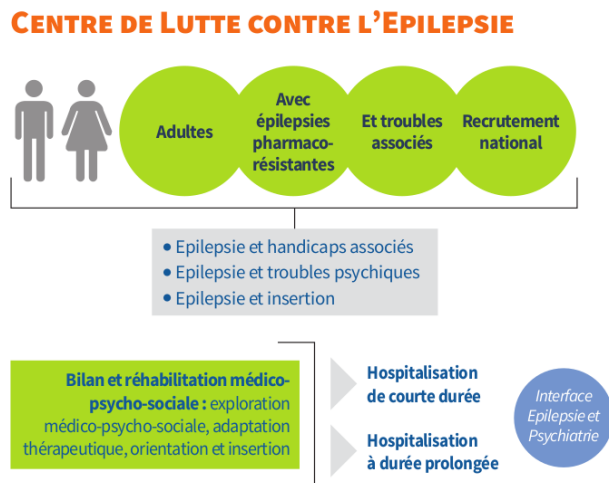 CENTRE DE LUTTE CONTRE L'EPILEPSIE
Adultes
Avec
épilepsies
pharmaco-
résistantes
Et troubles
associés
Recrutement
national
• Epilepsie et handicaps associés
• Epilepsie et troubles psychiques
• Epilepsie et insertion
Bilan et réhabilitation médico-
psycho-sociale : exploration
médico-psycho-sociale, adaptation
thérapeutique, orientation et insertion
Hospitalisation
de courte durée
Hospitalisation
à durée prolongée
Interface
Epilepsie et
Psychiatrie